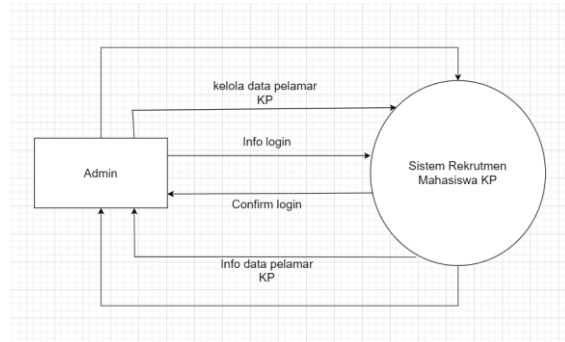 kelola data pelamar
KP
Info login
Admin
Sistem Rekrutmen
Mahasiswa KP
Confirm login
Info data pelamar
KP